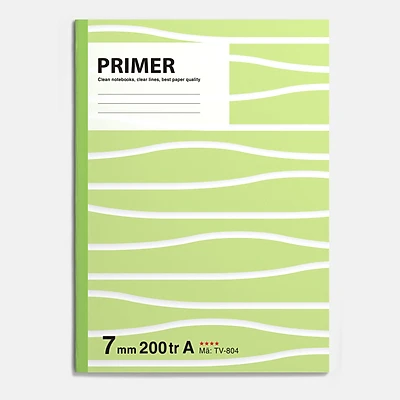 PRIMER
Clean notebooks, clear lines, best paper quality
7mm 200tr A ★★★★ Mã: TV-804